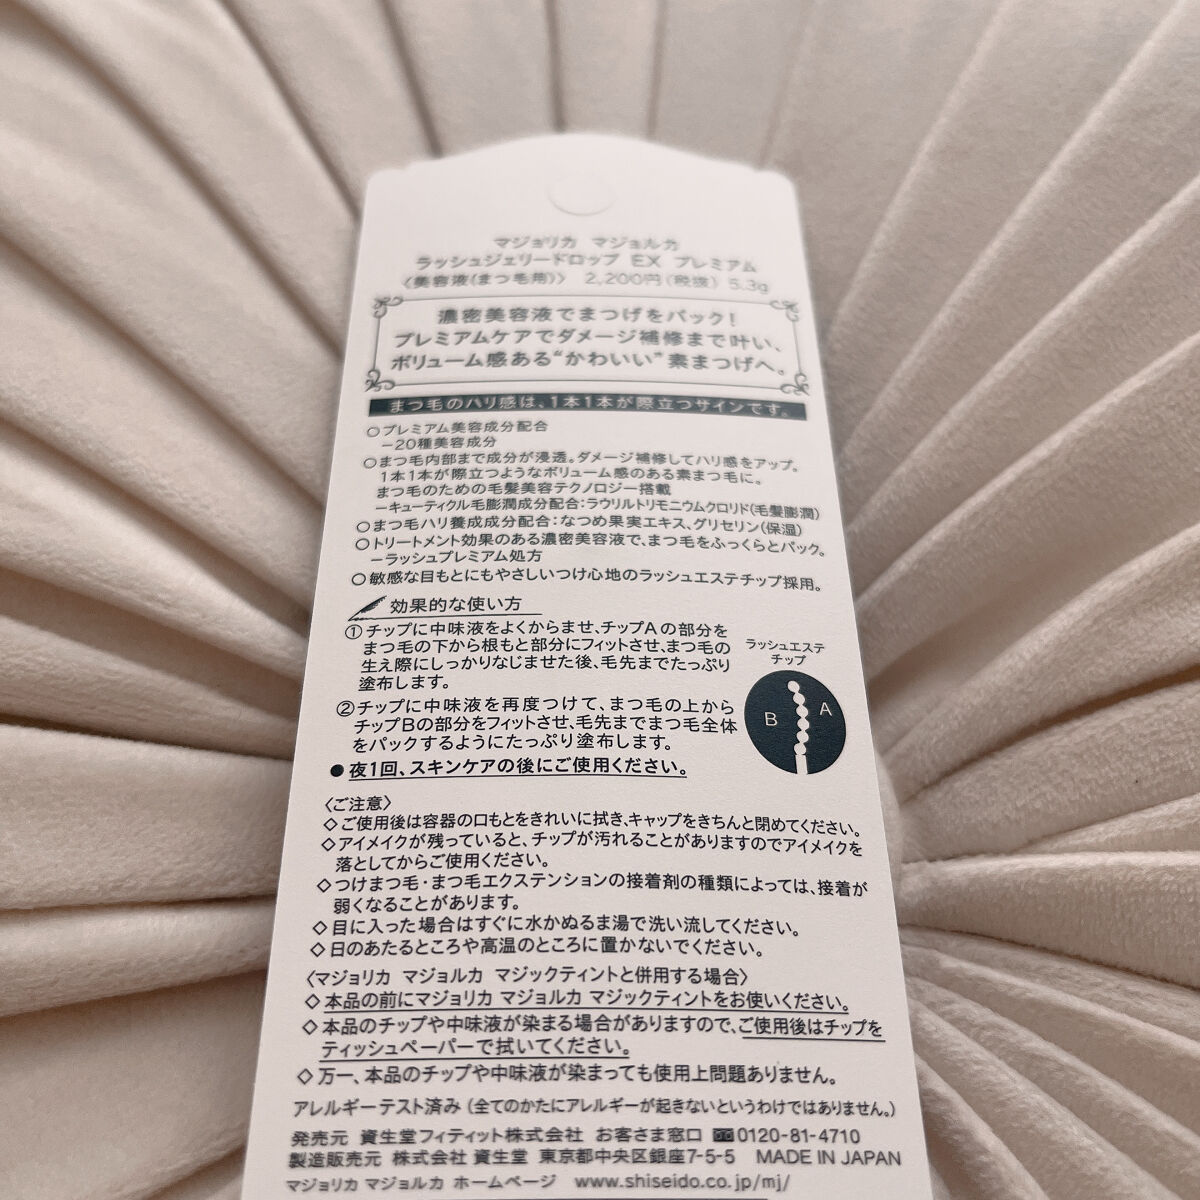 マジョリカ マジョルカ
ラッシュジェリードロップ EX プレミアム
〈美容液(まつ毛用)〉 2,200円(税抜) 5.3g
濃密美容液でまつげをパック!
プレミアムケアでダメージ補修まで叶い、
ボリューム感ある“かわいい”素まつげへ。
まつ毛のハリ感は、1本1本が際立つサインです。
○プレミアム美容成分配合
－20種美容成分
○まつ毛内部まで成分が浸透。ダメージ補修してハリ感をアップ。
1本1本が際立つようなボリューム感のある素まつ毛に。
まつ毛のための毛髪美容テクノロジー搭載
－キューティクル毛膨潤成分配合:ラウリルトリモニウムクロリド(毛髪膨潤)
○まつ毛ハリ養成成分配合:なつめ果実エキス、グリセリン(保湿)
○トリートメント効果のある濃密美容液で、まつ毛をふっくらとパック。
－ラッシュプレミアム処方
○敏感な目もとにもやさしいつけ心地のラッシュエステチップ採用。
効果的な使い方
①チップに中味液をよくからませ、チップAの部分を
まつ毛の下から根もと部分にフィットさせ、まつ毛の
生え際にしっかりなじませた後、毛先までたっぷり
塗布します。
②チップに中味液を再度つけて、まつ毛の上から
チップBの部分をフィットさせ、毛先までまつ毛全体
をパックするようにたっぷり塗布します。
●夜1回、スキンケアの後にご使用ください。
ラッシュエステ
チップ
B A
〈ご注意〉
◇ご使用後は容器の口もとをきれいに拭き、キャップをきちんと閉めてください。
◇アイメイクが残っていると、チップが汚れることがありますのでアイメイクを
落としてからご使用ください。
◇つけまつ毛・まつ毛エクステンションの接着剤の種類によっては、接着が
弱くなることがあります。
◇目に入った場合はすぐに水かぬるま湯で洗い流してください。
◇日のあたるところや高温のところに置かないでください。
〈マジョリカ マジョルカ マジックティントと併用する場合〉
◇本品の前にマジョリカ マジョルカ マジックティントをお使いください。
◇本品のチップや中味液が染まる場合がありますので、ご使用後はチップを
ティッシュペーパーで拭いてください。
◇万一、本品のチップや中味液が染まっても使用上問題ありません。
アレルギーテスト済み(全てのかたにアレルギーが起きないというわけではありません。)
発売元 資生堂フィティット株式会社 お客さま窓口 0120-81-4710
製造販売元 株式会社 資生堂 東京都中央区銀座7-5-5 MADE IN JAPAN
マジョリカ マジョルカ ホームページ www.shiseido.co.jp/mj/